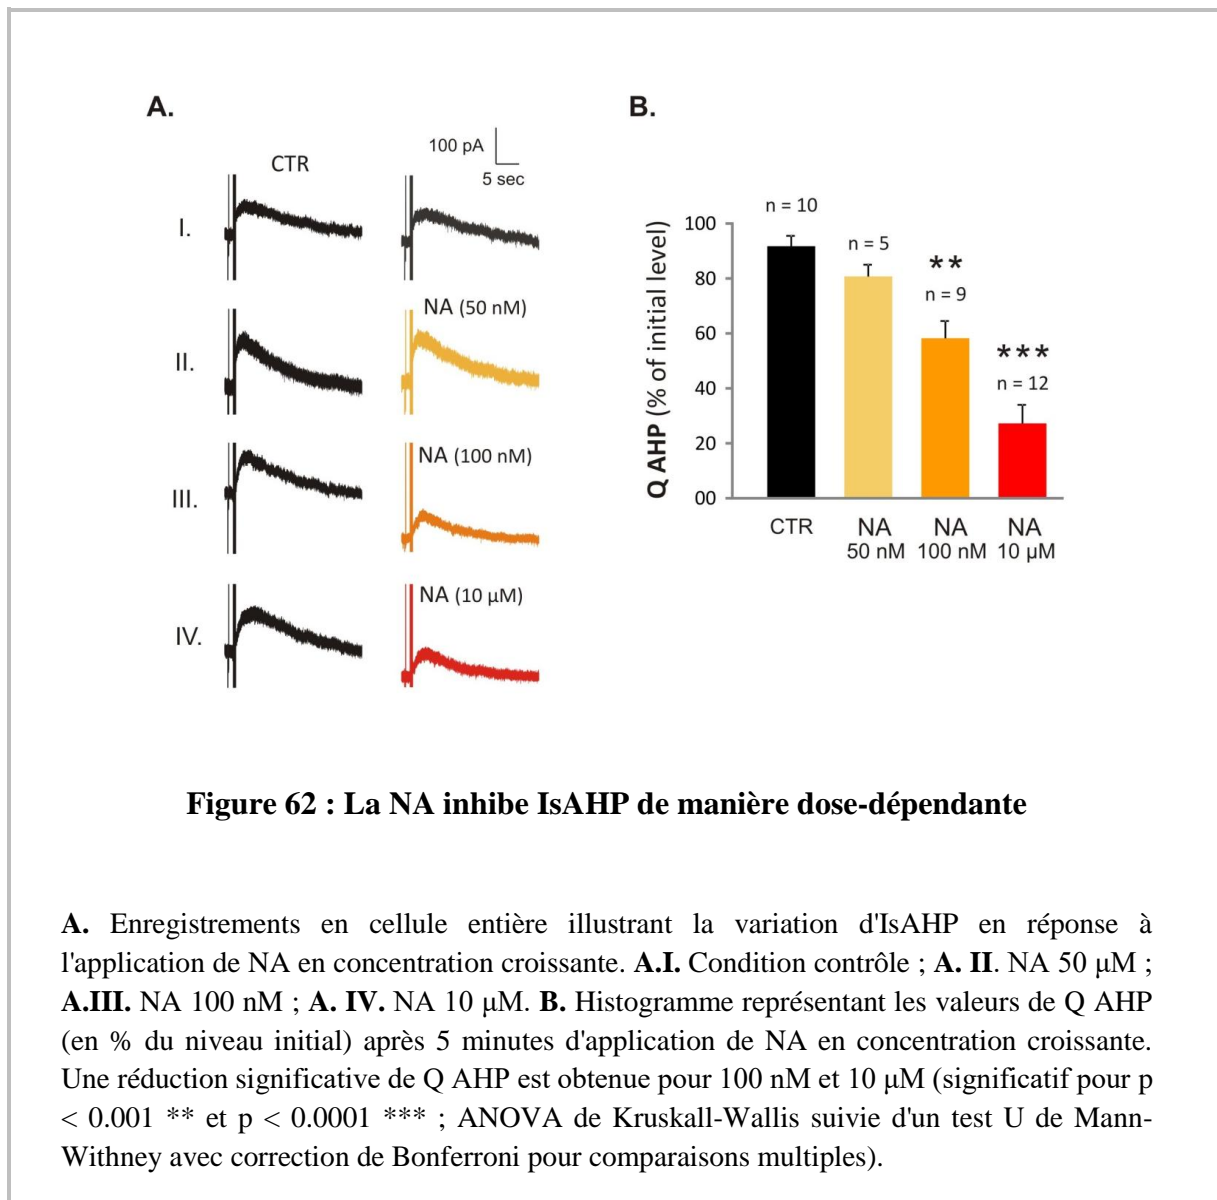 A.
CTR
100 pA
5 sec
I.
II.
NA (50 nM)
III.
NA (100 nM)
IV.
NA (10 µM)
B.
Q AHP (% of initial level)
100
80
60
40
20
00
n = 10
n = 5
**
n = 9
***
n = 12
CTR
NA
50 nM
NA
100 nM
NA
10 µM
Figure 62 : La NA inhibe IsAHP de manière dose-dépendante
A. Enregistrements en cellule entière illustrant la variation d'IsAHP en réponse à
l'application de NA en concentration croissante. A.I. Condition contrôle ; A. II. NA 50 µM ;
A.III. NA 100 nM ; A. IV. NA 10 µM. B. Histogramme représentant les valeurs de Q AHP
(en % du niveau initial) après 5 minutes d'application de NA en concentration croissante.
Une réduction significative de Q AHP est obtenue pour 100 nM et 10 µM (significatif pour p
< 0.001 ** et p < 0.0001 *** ; ANOVA de Kruskall-Wallis suivie d'un test U de Mann-
Withney avec correction de Bonferroni pour comparaisons multiples).